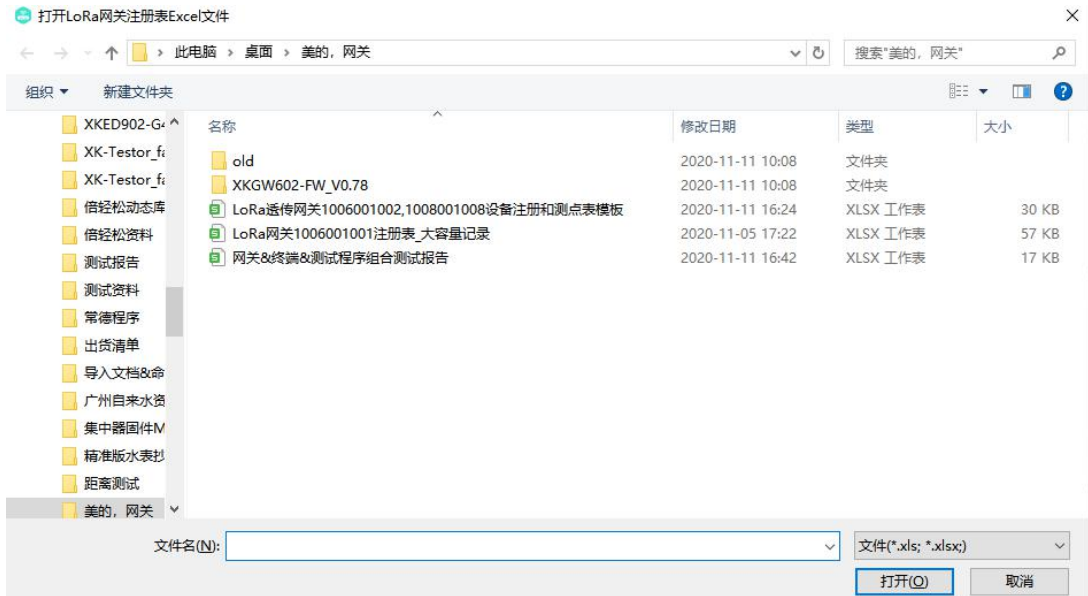 打开LoRa网关注册表Excel文件
此电脑 › 桌面 › 美的，网关
搜索"美的，网关"
组织 新建文件夹
名称 修改日期 类型 大小
XKED902-G4
XK-Testor_fa
XK-Testor_fa
倍轻松动态库
倍轻松资料
测试报告
测试资料
常德程序
出货清单
导入文档&命
广州自来水资
集中器固件M
精准版水表抄
距离测试
美的，网关
old 2020-11-11 10:08 文件夹
XKGW602-FW_V0.78 2020-11-11 10:08 文件夹
LoRa透传网关1006001002,1008001008设备注册和测点表模板 2020-11-11 16:24 XLSX 工作表 30 KB
LoRa网关1006001001注册表_大容量记录 2020-11-05 17:22 XLSX 工作表 57 KB
网关&终端&测试程序组合测试报告 2020-11-11 16:42 XLSX 工作表 17 KB
文件名(N):
文件(*.xls; *.xlsx;)
打开(O) 取消